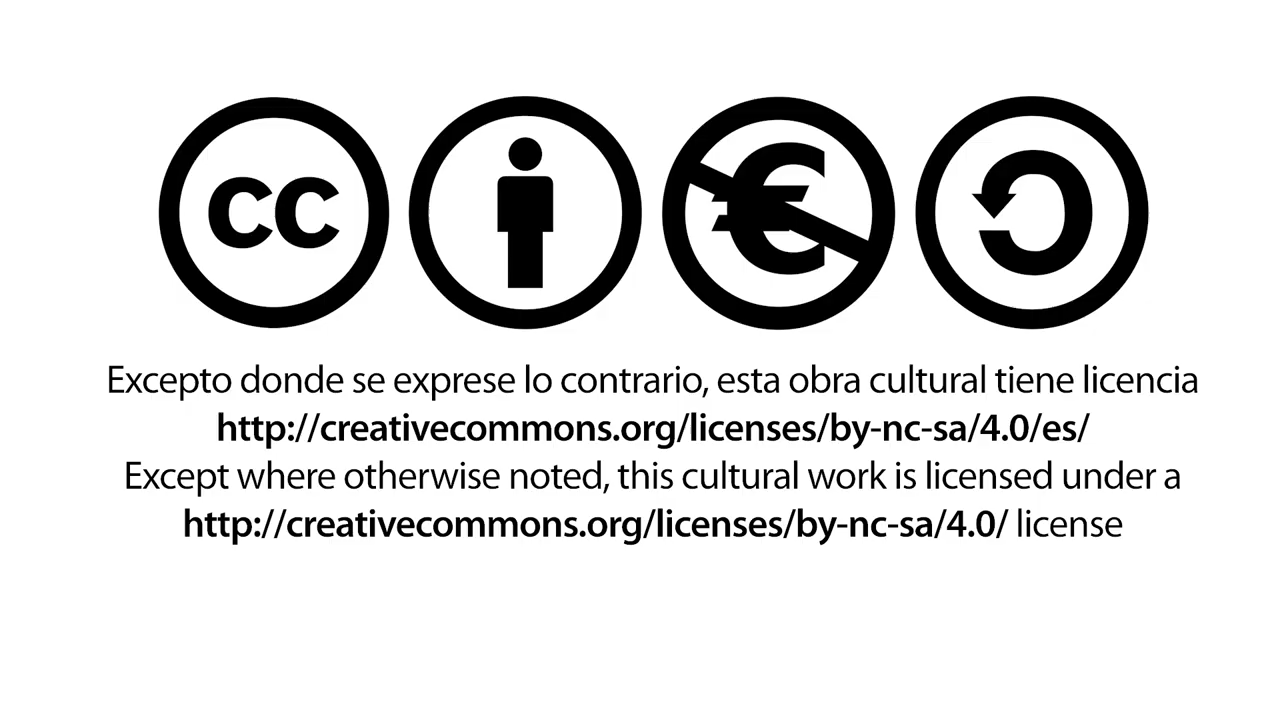 cc
Excepto donde se exprese lo contrario, esta obra cultural tiene licencia
http://creativecommons.org/licenses/by-nc-sa/4.0/es/
Except where otherwise noted, this cultural work is licensed under a
http://creativecommons.org/licenses/by-nc-sa/4.0/ license